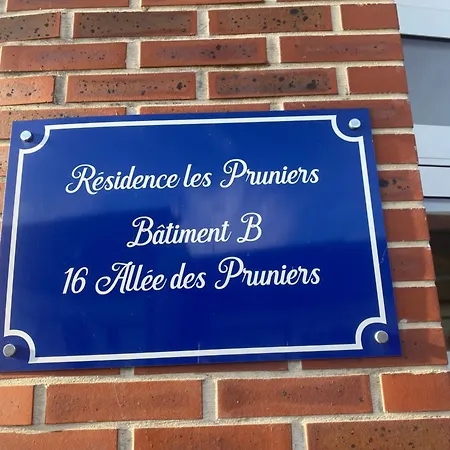 Résidence les Pruniers
Bâtiment B
16 Allée des Pruniers